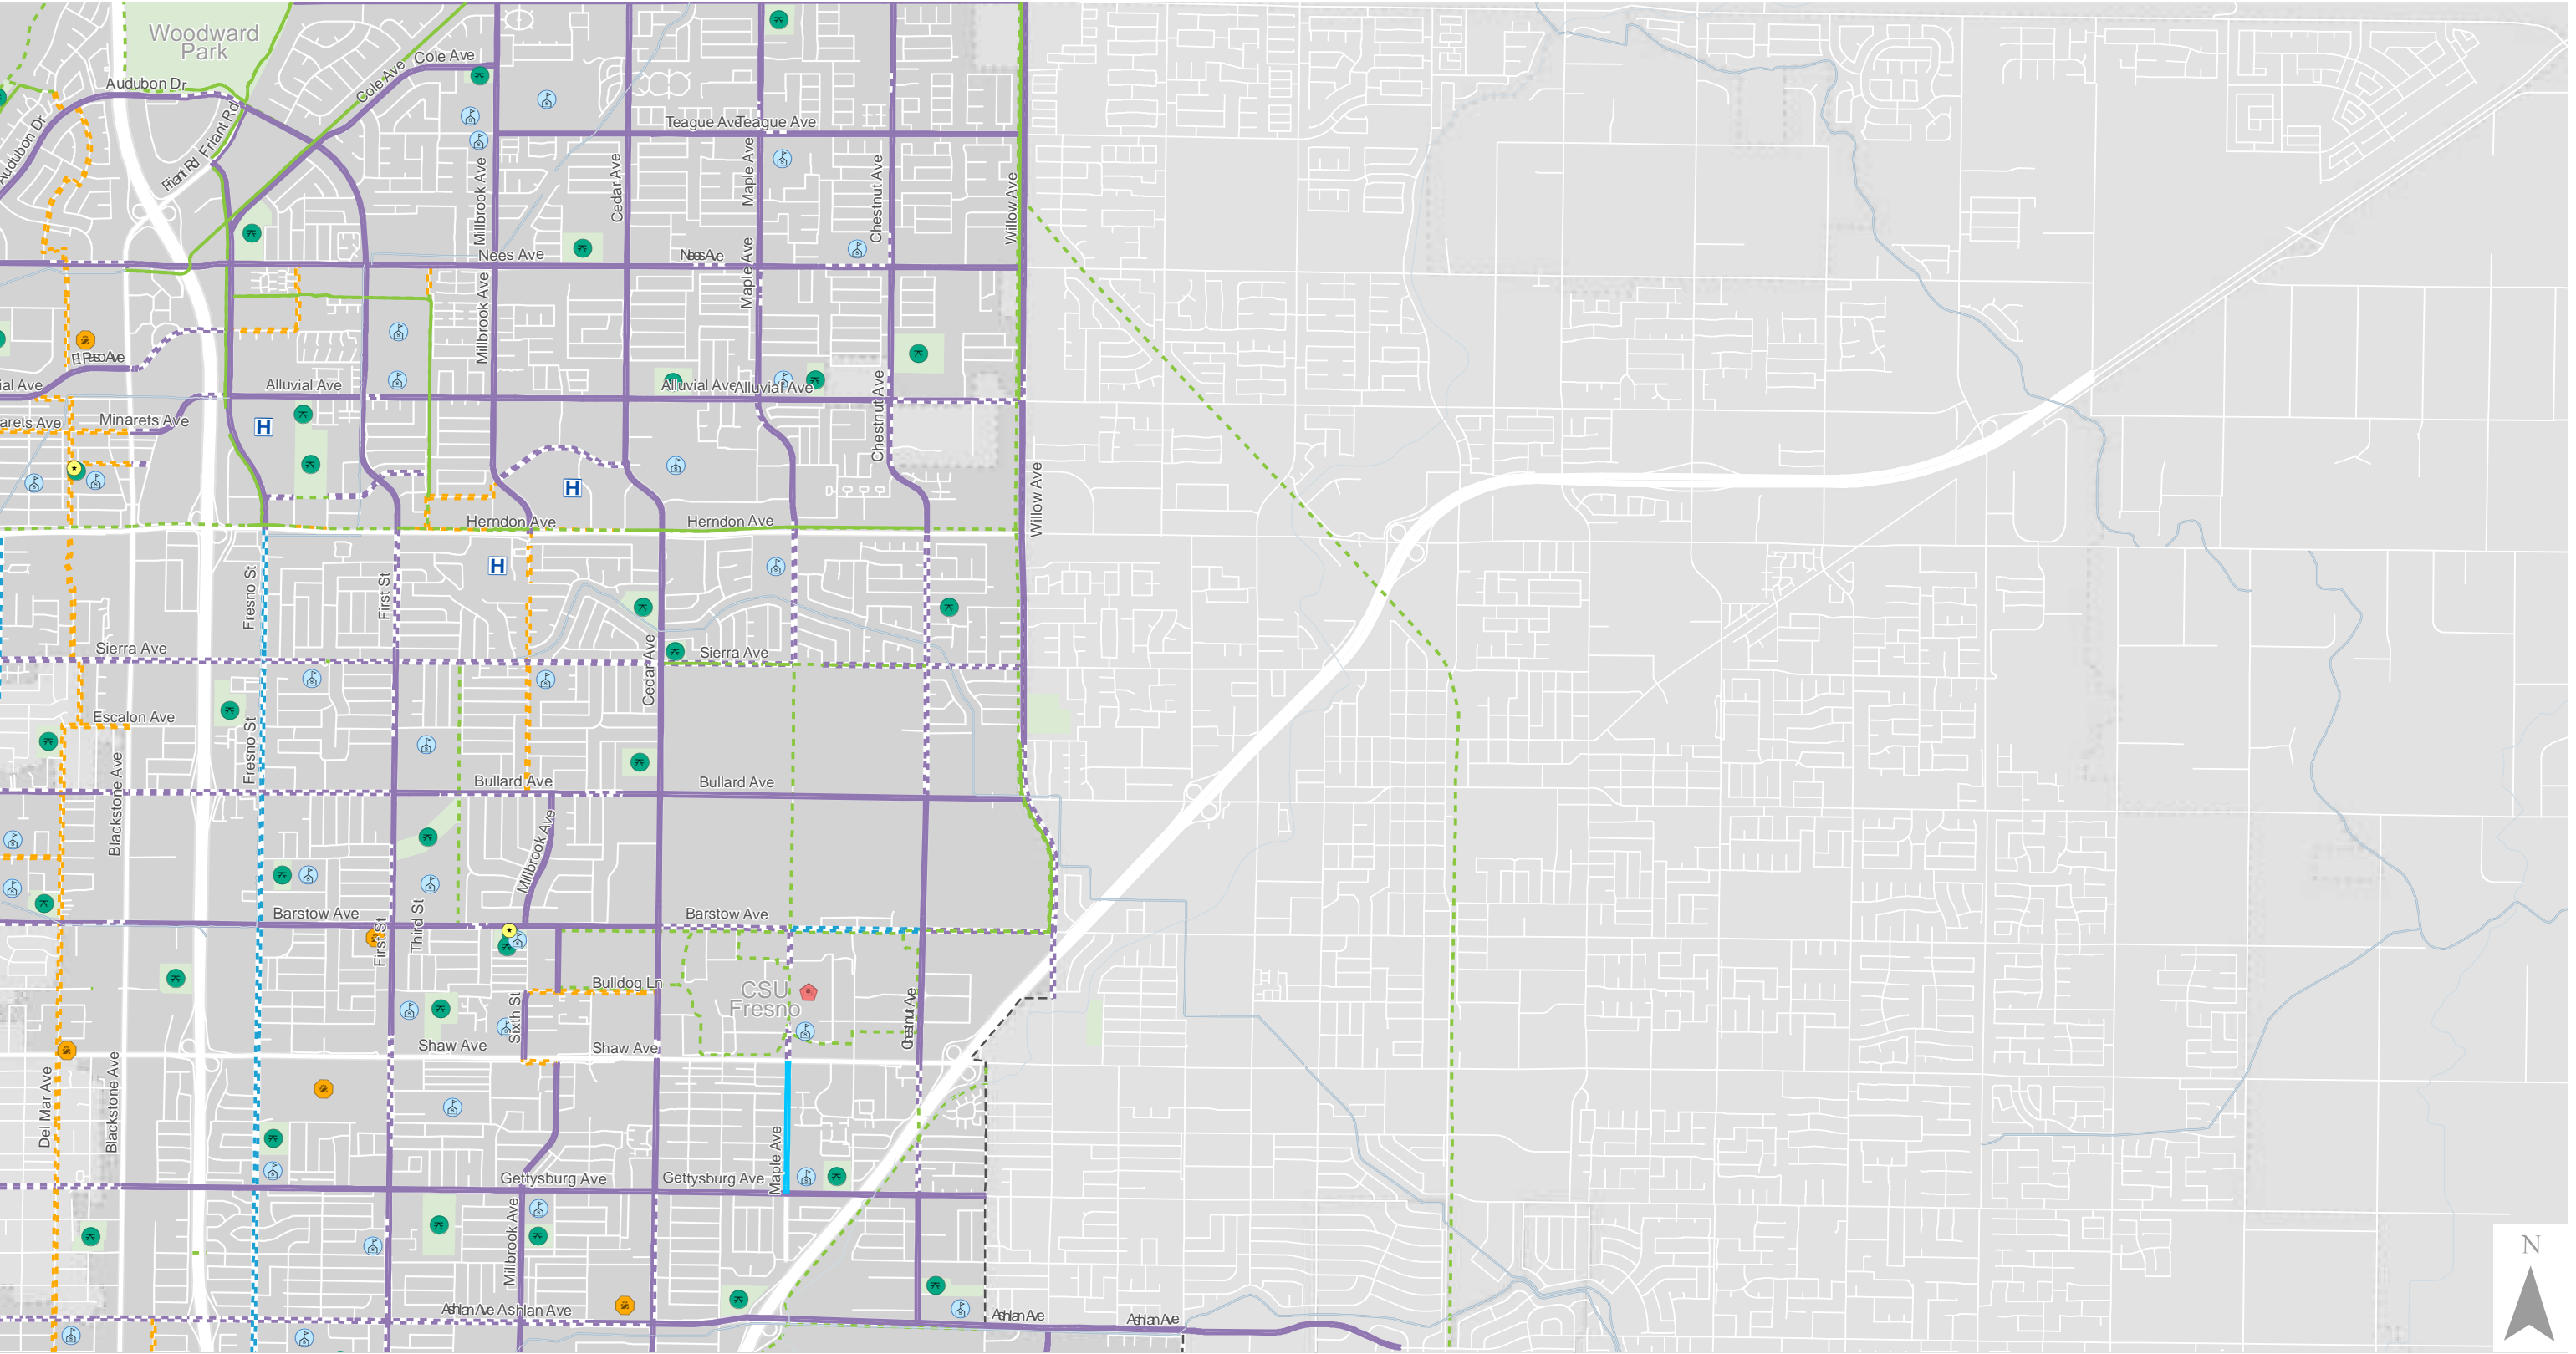 Woodward
Park
Cole Ave
Cole Ave
Audubon Dr
Audubon Dr
Friant Rd
Friant Rd
Teague Ave
Teague Ave
Millbrook Ave
Cedar Ave
Maple Ave
Chestnut Ave
Willow Ave
Nees Ave
Nees Ave
Maple Ave
Millbrook Ave
El Paso Ave
ial Ave
Alluvial Ave
Alluvial Ave
Alluvial Ave
Chestnut Ave
arets Ave
Minarets Ave
H
H
Willow Ave
Herndon Ave
Herndon Ave
H
Fresno St
First St
Sierra Ave
Cedar Ave
Sierra Ave
Escalon Ave
Fresno St
Blackstone Ave
Bullard Ave
Bullard Ave
Millbrook Ave
Barstow Ave
Third St
First St
Barstow Ave
Bulldog Ln
CSU
Fresno
Sixth St
Chestnut Ave
Shaw Ave
Shaw Ave
Del Mar Ave
Blackstone Ave
Maple Ave
Gettysburg Ave
Gettysburg Ave
Millbrook Ave
Ashlan Ave
Ashlan Ave
Ashlan Ave
Ashlan Ave
N